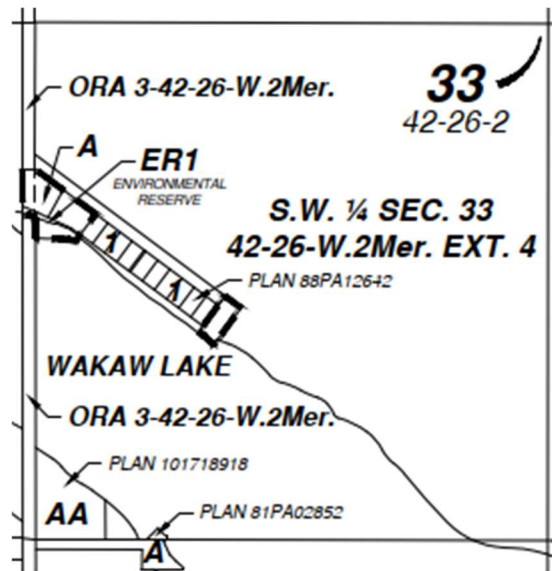 ORA 3-42-26-W.2Mer.
33
42-26-2
A
ER1
ENVIRONMENTAL
RESERVE
S.W. ¼ SEC. 33
42-26-W.2Mer. EXT. 4
1
1
PLAN 88PA12642
WAKAW LAKE
ORA 3-42-26-W.2Mer.
PLAN 101718918
AA
PLAN 81PA02852
A